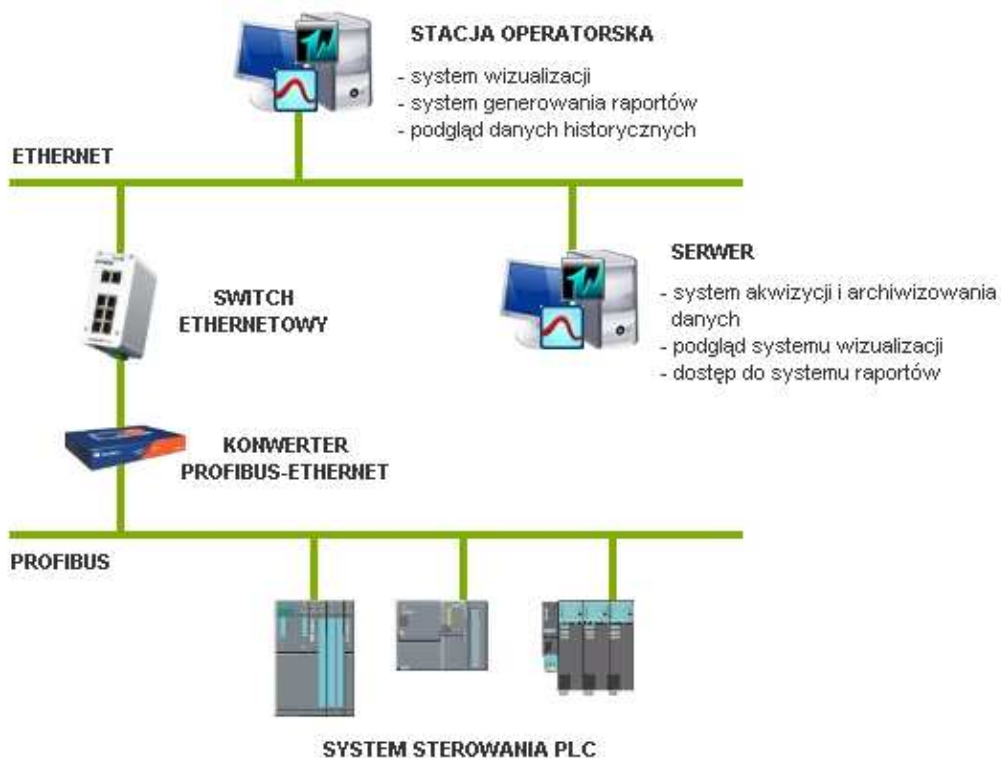 STACJA OPERATORSKA
- system wizualizacji
- system generowania raportów
- podgląd danych historycznych
ETHERNET
SERWER
- system akwizycji i archiwizowania
danych
- podgląd systemu wizualizacji
- dostęp do systemu raportów
SWITCH
ETHERNETOWY
KONWERTER
PROFIBUS-ETHERNET
PROFIBUS
SYSTEM STEROWANIA PLC